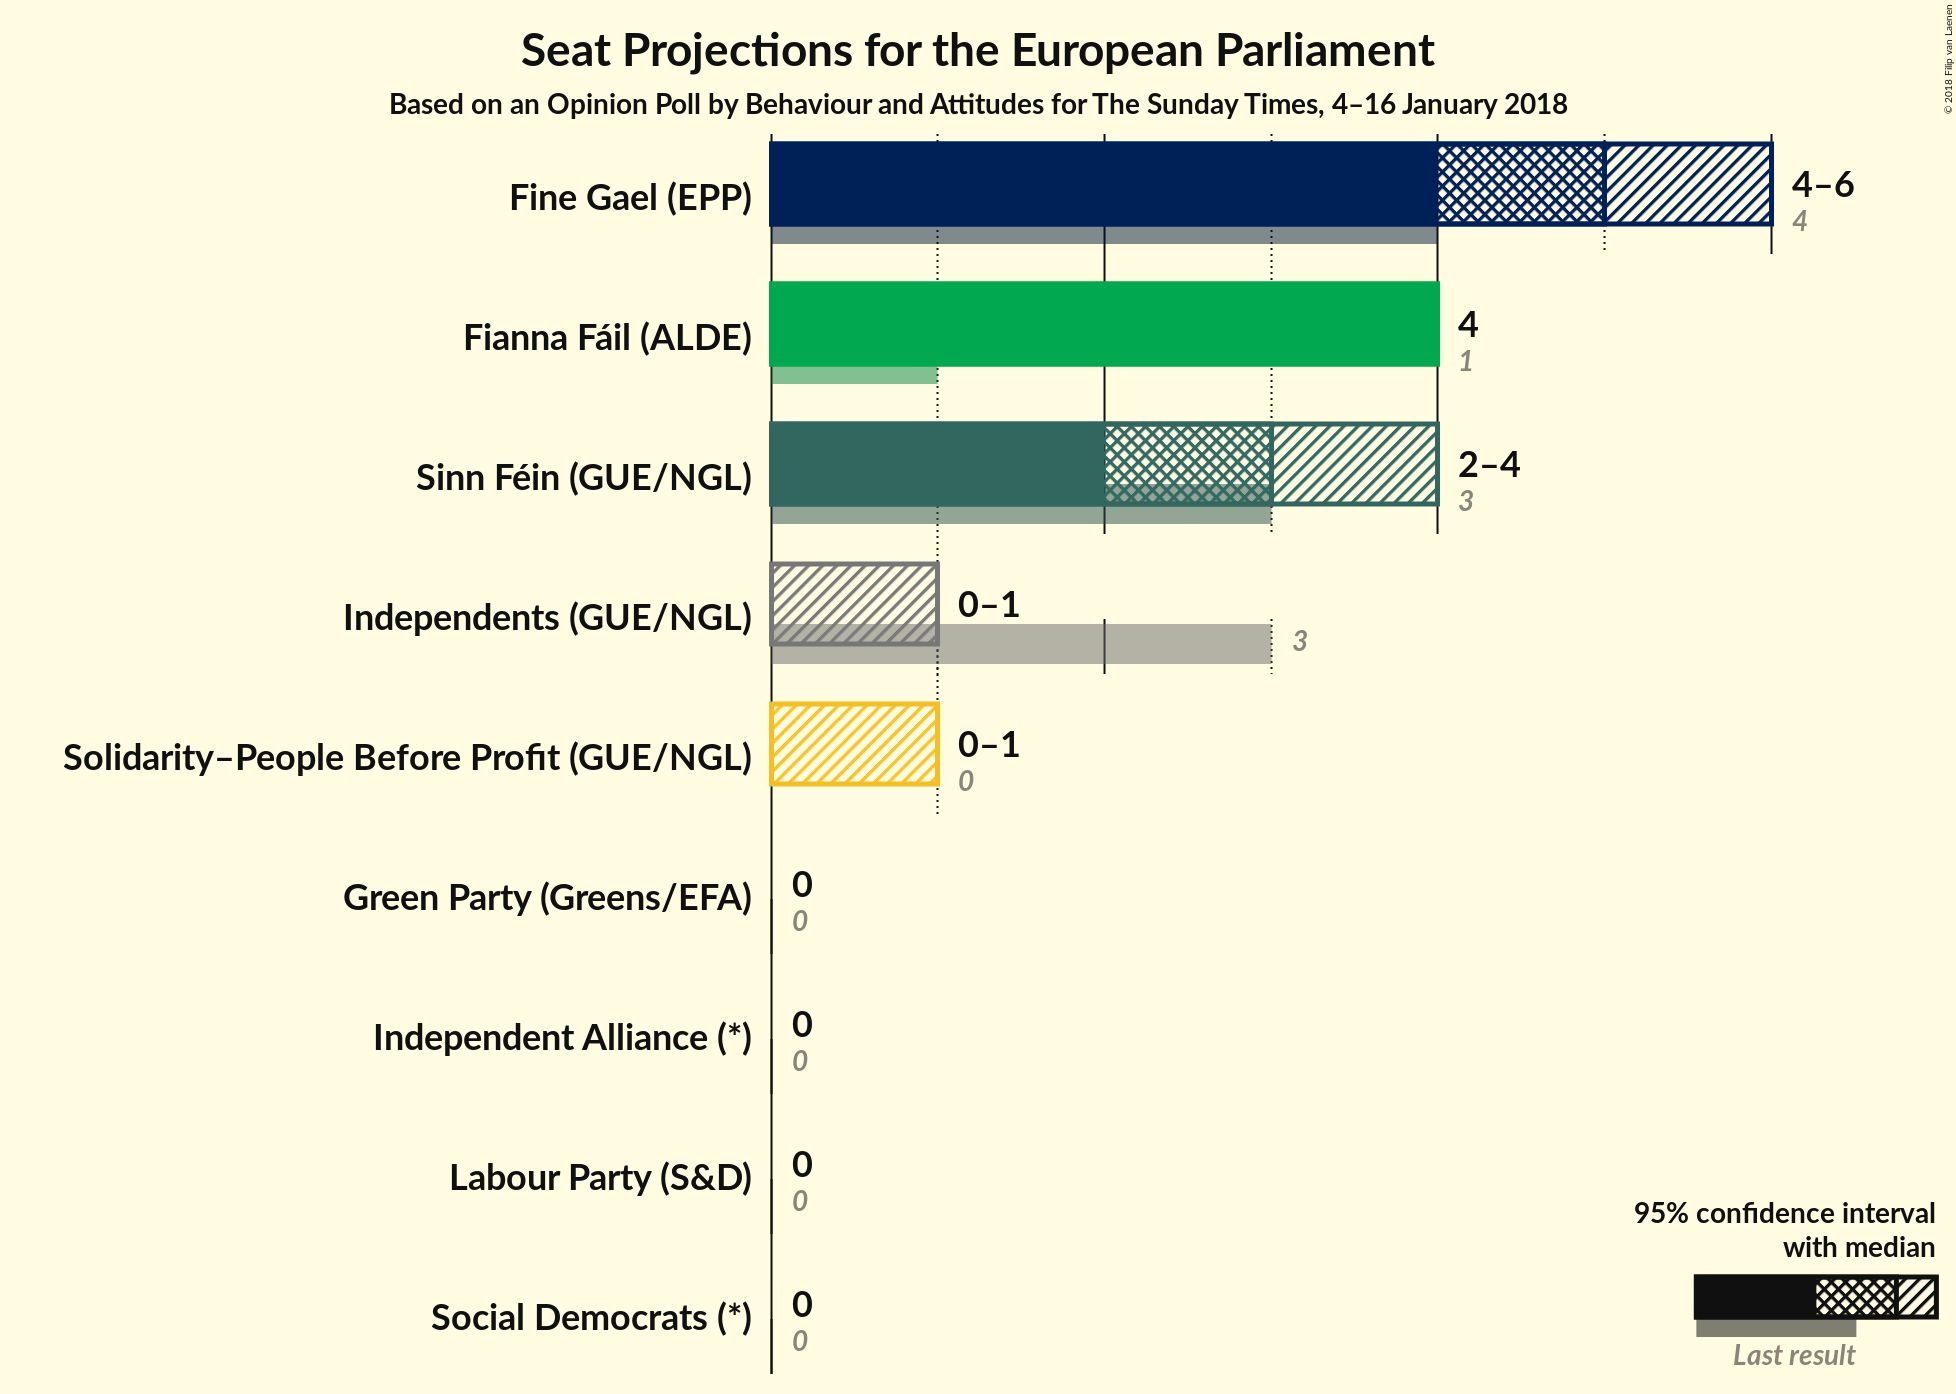 Seat Projections for the European Parliament
Based on an Opinion Poll by Behaviour and Attitudes for The Sunday Times, 4–16 January 2018
© 2018 Filip van Laenen
Fine Gael (EPP)
4–6
4
Fianna Fáil (ALDE)
4
1
Sinn Féin (GUE/NGL)
2–4
3
Independents (GUE/NGL)
0–1
3
Solidarity–People Before Profit (GUE/NGL)
0–1
0
Green Party (Greens/EFA)
0
0
Independent Alliance (*)
0
0
Labour Party (S&D)
0
0
Social Democrats (*)
0
0
95% confidence interval
with median
Last result